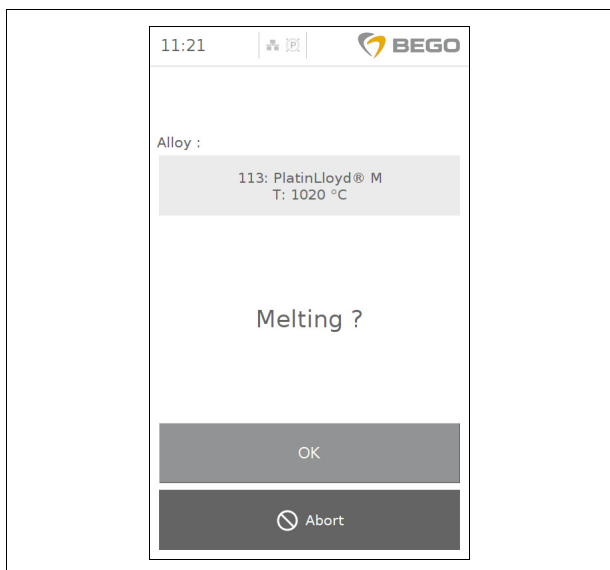 11:21
P
BEGO
Alloy :
113: PlatinLloyd® M
T: 1020 °C
Melting ?
OK
Abort